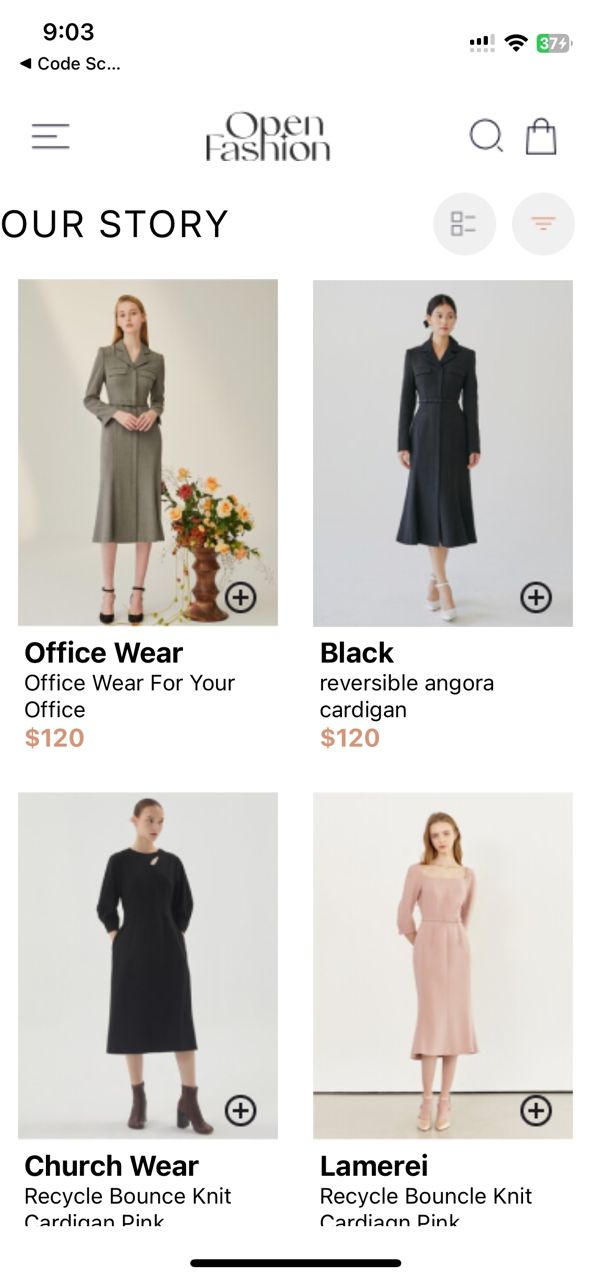 9:03
37
◀ Code Sc...
Open
Fashion
OUR STORY
Office Wear
Office Wear For Your
Office
$120
Black
reversible angora
cardigan
$120
Church Wear
Recycle Bounce Knit
Cardigan Pink
Lamerei
Recycle Bouncle Knit
Cardiagn Pink